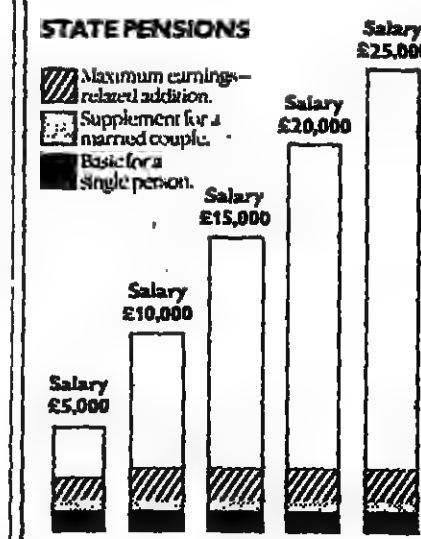 STATE PENSIONS
Maximum earnings–
related addition.
Supplement for a
married couple.
Basic for a
single person.
Salary
£5,000
Salary
£10,000
Salary
£15,000
Salary
£20,000
Salary
£25,000